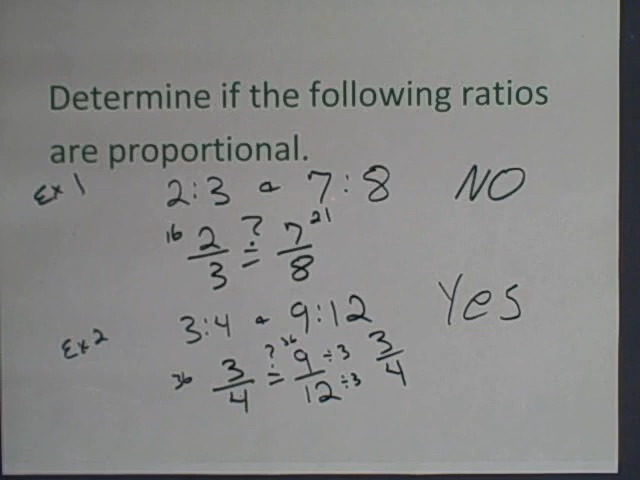 Determine if the following ratios
are proportional.
Ex 1 2:3 & 7:8 NO
16 2/3 ?= 7/8 21
Ex 2 3:4 & 9:12 Yes
36 3/4 ?= 36 9/12 ÷3 ÷3 3/4